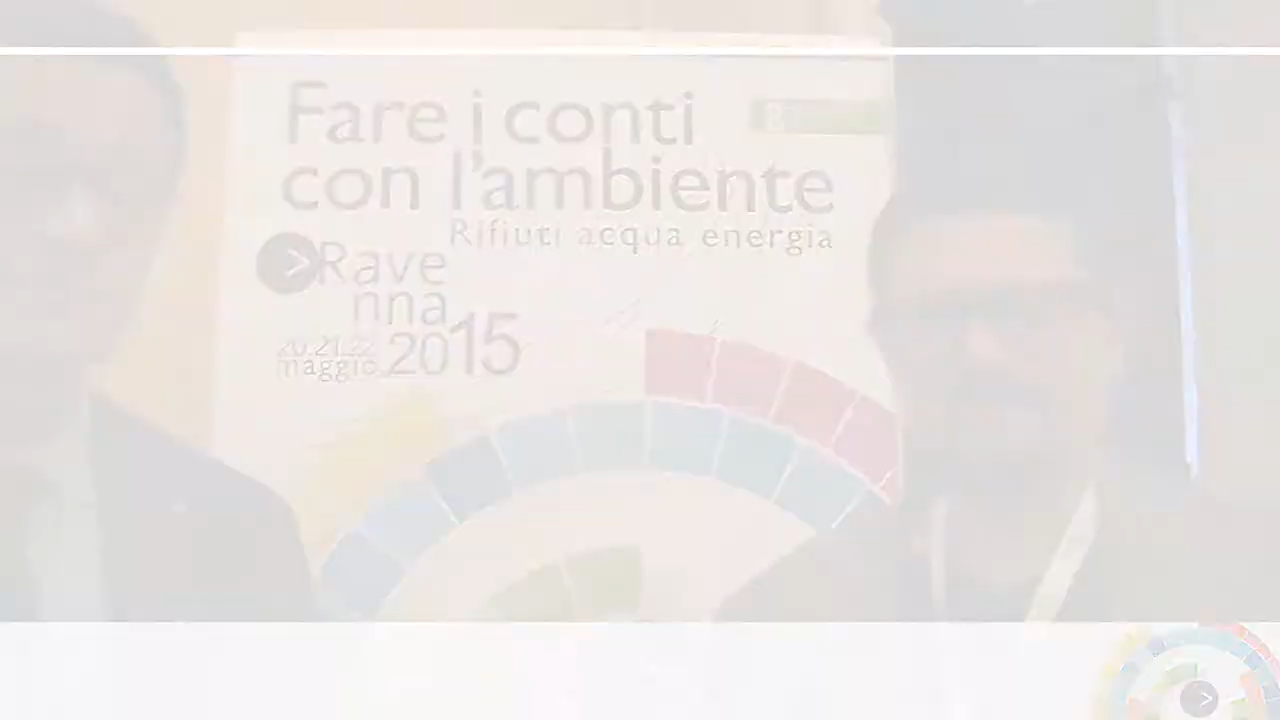 Fare i conti
con l'ambiente
Rifiuti acqua energia
Rave
nna
20.21.22
maggio 2015